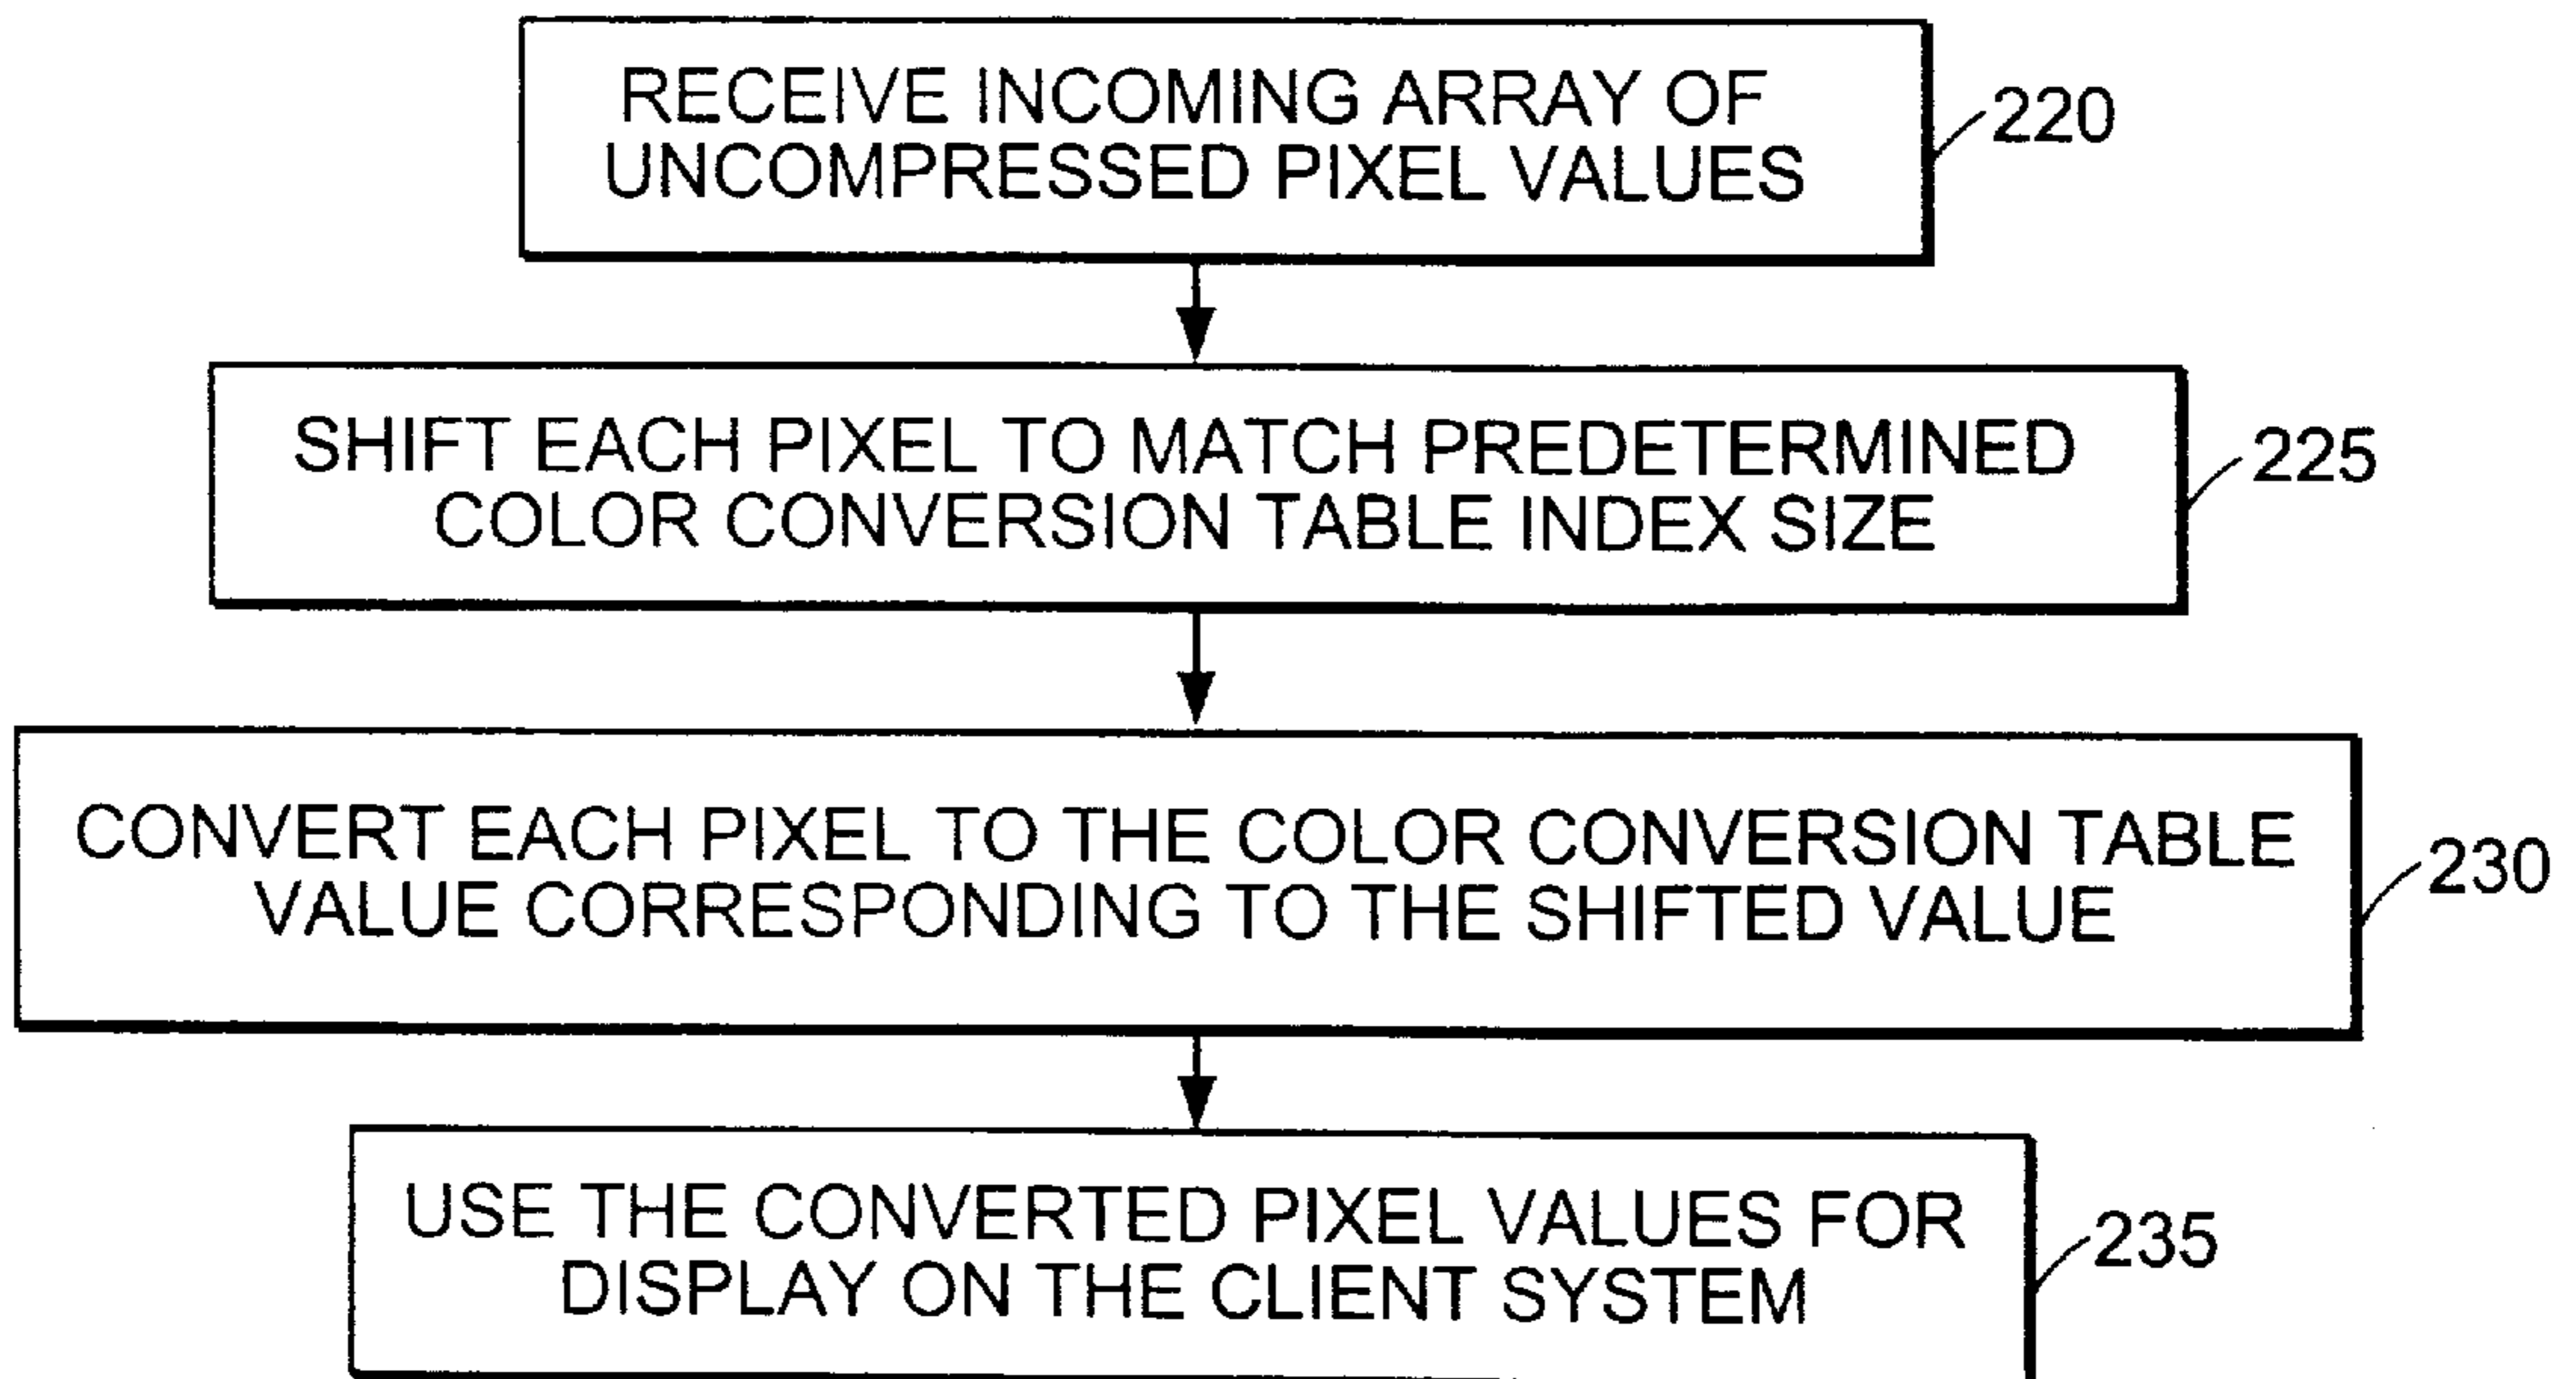 RECEIVE INCOMING ARRAY OF
UNCOMPRESSED PIXEL VALUES
220
SHIFT EACH PIXEL TO MATCH PREDETERMINED
COLOR CONVERSION TABLE INDEX SIZE
225
CONVERT EACH PIXEL TO THE COLOR CONVERSION TABLE
VALUE CORRESPONDING TO THE SHIFTED VALUE
230
USE THE CONVERTED PIXEL VALUES FOR
DISPLAY ON THE CLIENT SYSTEM
235